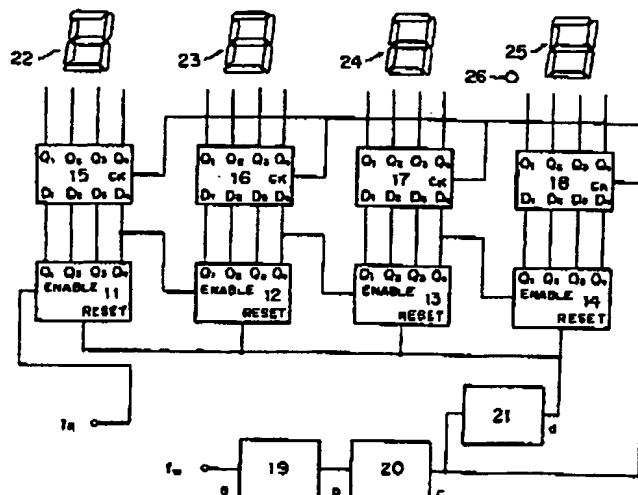 22 23 24 25
26
Q1 Q2 Q3 Q4 Q1 Q2 Q3 Q4 Q1 Q2 Q3 Q4 Q1 Q2 Q3 Q4
15 CK 16 CK 17 CK 18 CK
D1 D2 D3 D4 D1 D2 D3 D4 D1 D2 D3 D4 D1 D2 D3 D4
Q1 Q2 Q3 Q4 Q1 Q2 Q3 Q4 D1 Q2 Q3 Q4 Q1 Q2 Q3 Q4
ENABLE 11 ENABLE 12 ENABLE 13 ENABLE 14
RESET RESET RESET RESET
21 d
fw 19 20
a b c